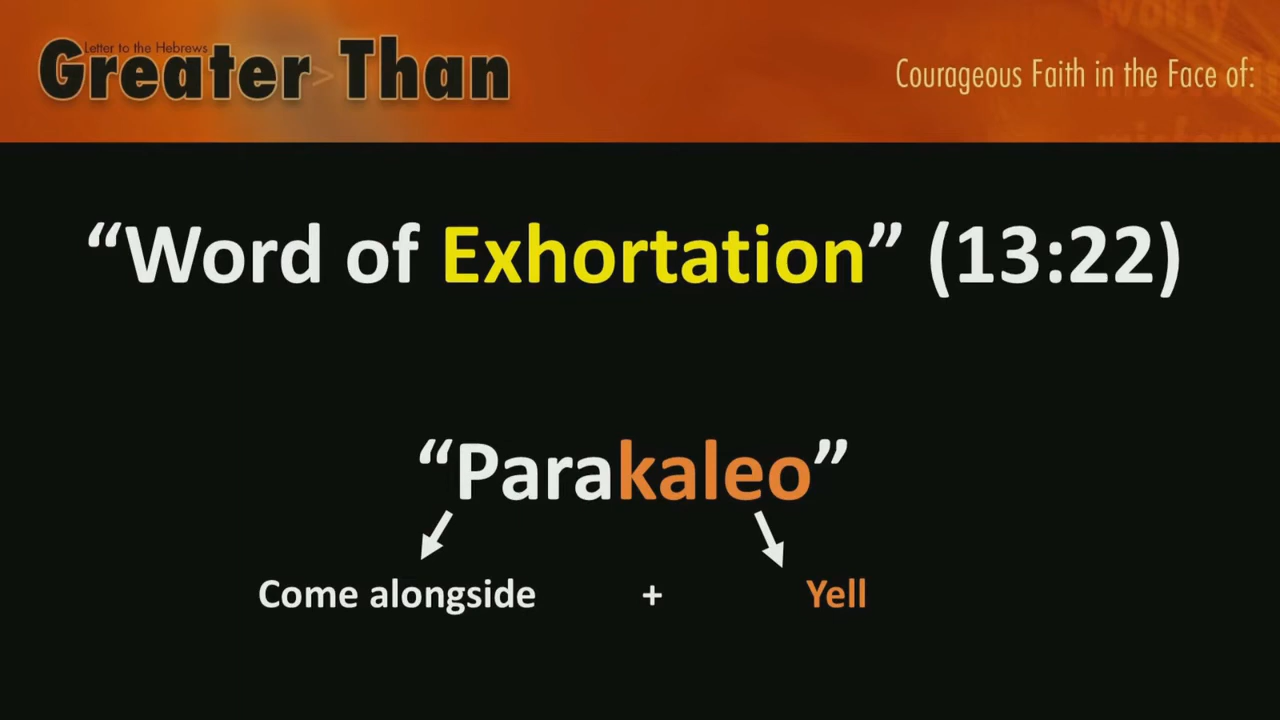 Letter to the Hebrews
Greater > Than
Courageous Faith in the Face of:
worry
“Word of Exhortation” (13:22)
“Parakaleo”
Come alongside + Yell